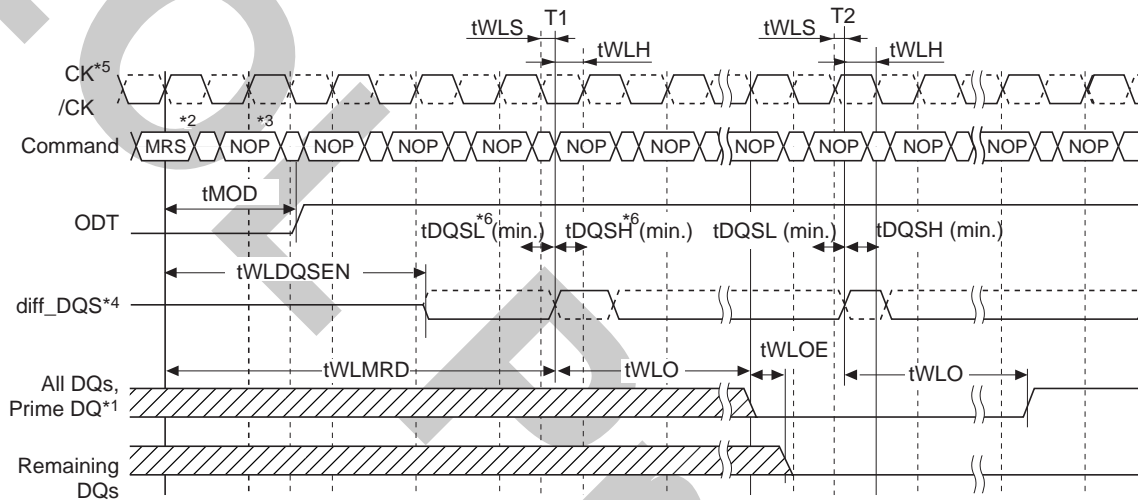 T1 T2
tWLS tWLS
tWLH tWLH
CK*5
/CK
*2 *3
Command MRS NOP NOP NOP NOP NOP NOP NOP NOP NOP NOP NOP
tMOD
ODT
tDQSL*6(min.) tDQSH*6(min.) tDQSL (min.) tDQSH (min.)
tWLDQSEN
diff_DQS*4
tWLOE
tWLMRD tWLO tWLO
All DQs,
Prime DQ*1
Remaining
DQs